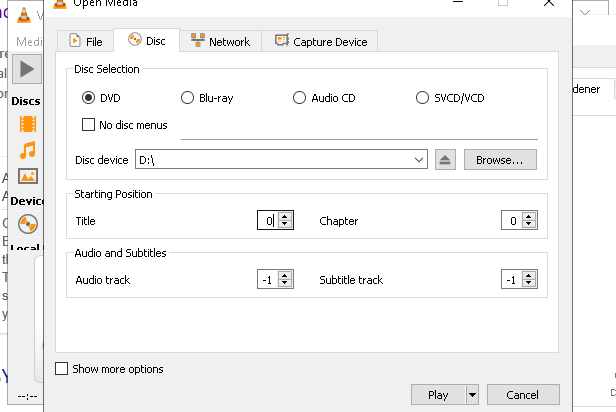 Open Media
Medi
File
Disc
Network
Capture Device
dener
Disc Selection
DVD
Blu-ray
Audio CD
SVCD/VCD
Discs
No disc menus
Disc device
D:\
Browse...
Starting Position
Title
0
Chapter
0
Device
Audio and Subtitles
Local
Audio track
-1
Subtitle track
-1
Show more options
Play
Cancel
--:--